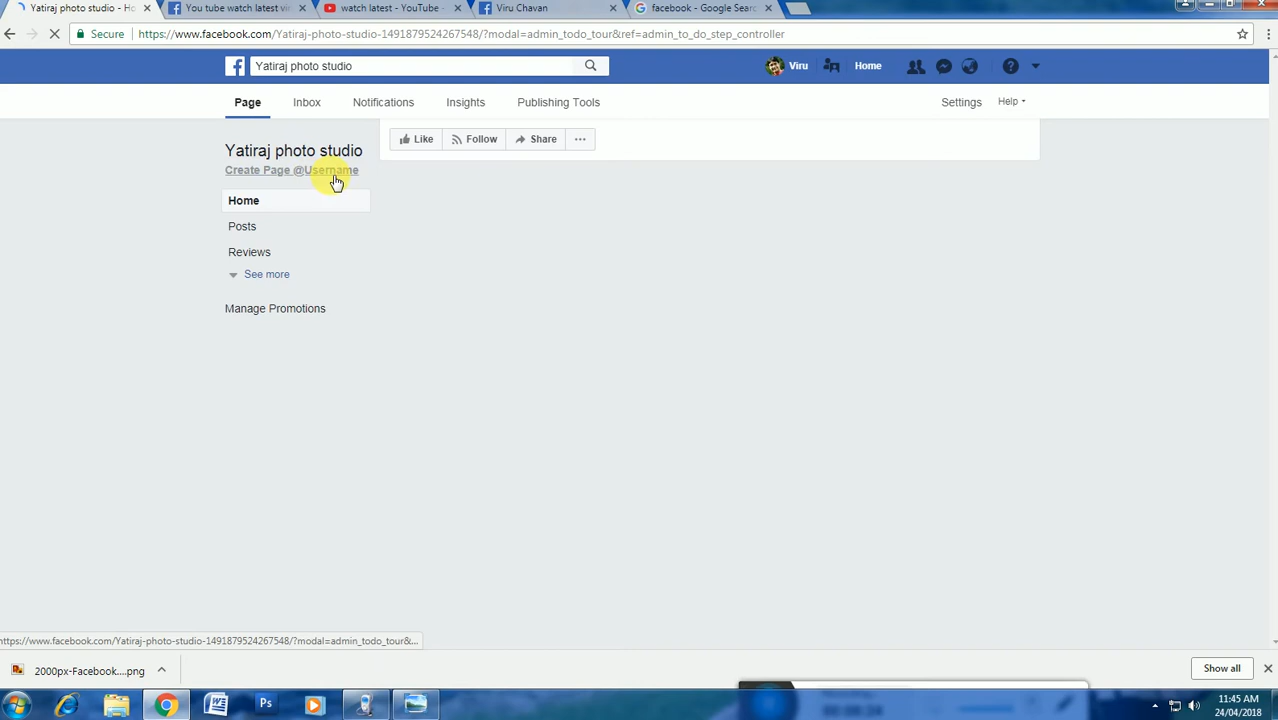 Yatiraj photo studio - Ho
You tube watch latest vi
watch latest - YouTube -
Viru Chavan
facebook - Google Searc
Secure
https://www.facebook.com/Yatiraj-photo-studio-1491879524267548/?modal=admin_todo_tour&ref=admin_to_do_step_controller
Yatiraj photo studio
Viru
Home
Page
Inbox
Notifications
Insights
Publishing Tools
Settings
Help
Like
Follow
Share
Yatiraj photo studio
Create Page @Username
Home
Posts
Reviews
See more
Manage Promotions
https://www.facebook.com/Yatiraj-photo-studio-1491879524267548/?modal=admin_todo_tour&...
2000px-Facebook....png
Show all
11:45 AM
24/04/2018